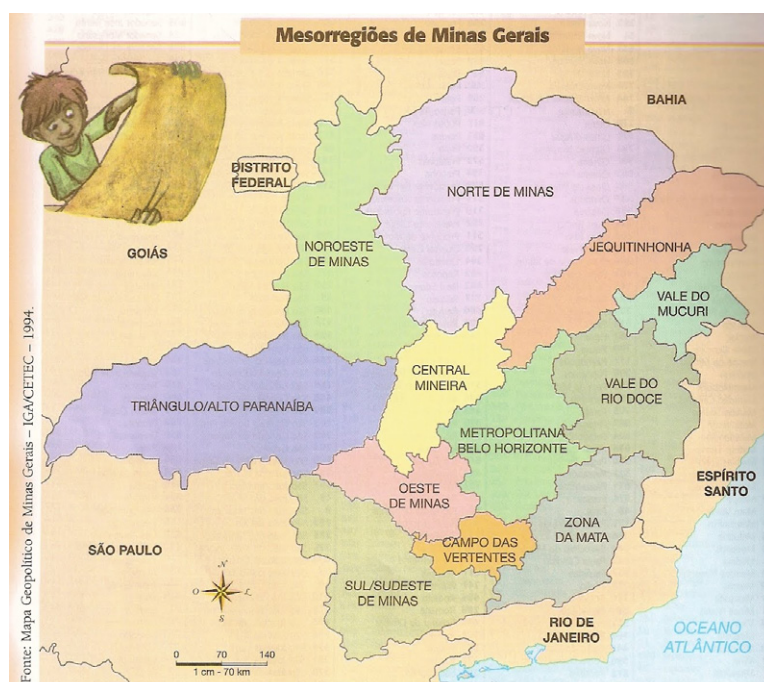 Mesorregiões de Minas Gerais
BAHIA
DISTRITO
FEDERAL
NORTE DE MINAS
GOIÁS
NOROESTE
DE MINAS
JEQUITINHONHA
VALE DO
MUCURI
CENTRAL
MINEIRA
VALE DO
RIO DOCE
TRIÂNGULO/ALTO PARANAÍBA
METROPOLITANA
BELO HORIZONTE
ESPÍRITO
SANTO
OESTE
DE MINAS
ZONA
DA MATA
SÃO PAULO
CAMPO DAS
VERTENTES
SUL/SUDESTE
DE MINAS
N
O
L
S
RIO DE
JANEIRO
OCEANO
ATLÂNTICO
0 70 140
1 cm - 70 km
Fonte: Mapa Geopolítico de Minas Gerais – IGA/CETEC – 1994.